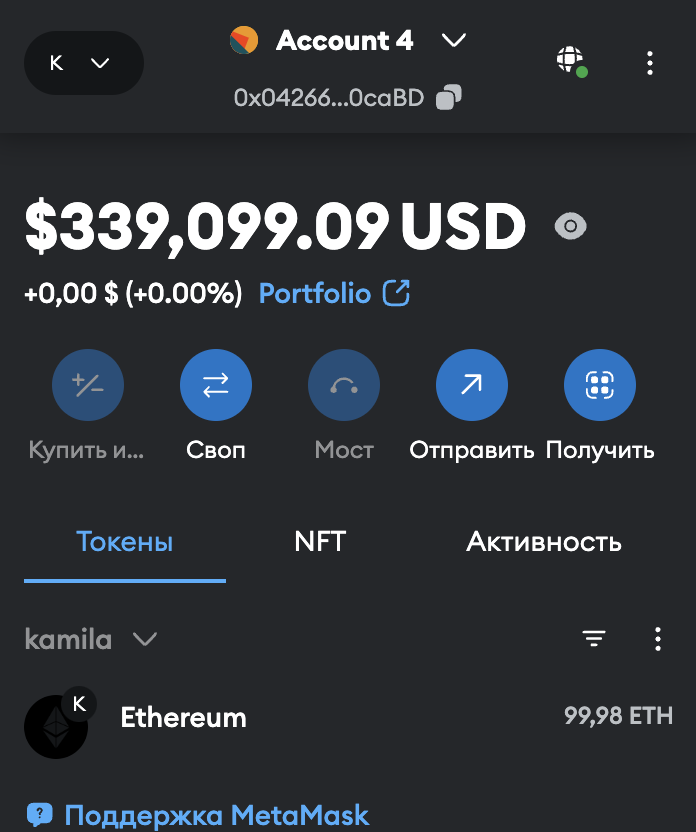 K
Account 4
0x04266...0caBD
$339,099.09 USD
+0,00 $ (+0.00%) Portfolio
Купить и... Своп Мост Отправить Получить
Токены NFT Активность
kamila
K
Ethereum 99,98 ETH
? Поддержка MetaMask